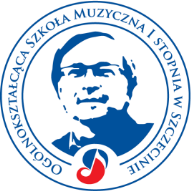 OGÓLNOKSZTAŁCĄCA SZKOŁA MUZYCZNA I STOPNIA W SZCZECINIE